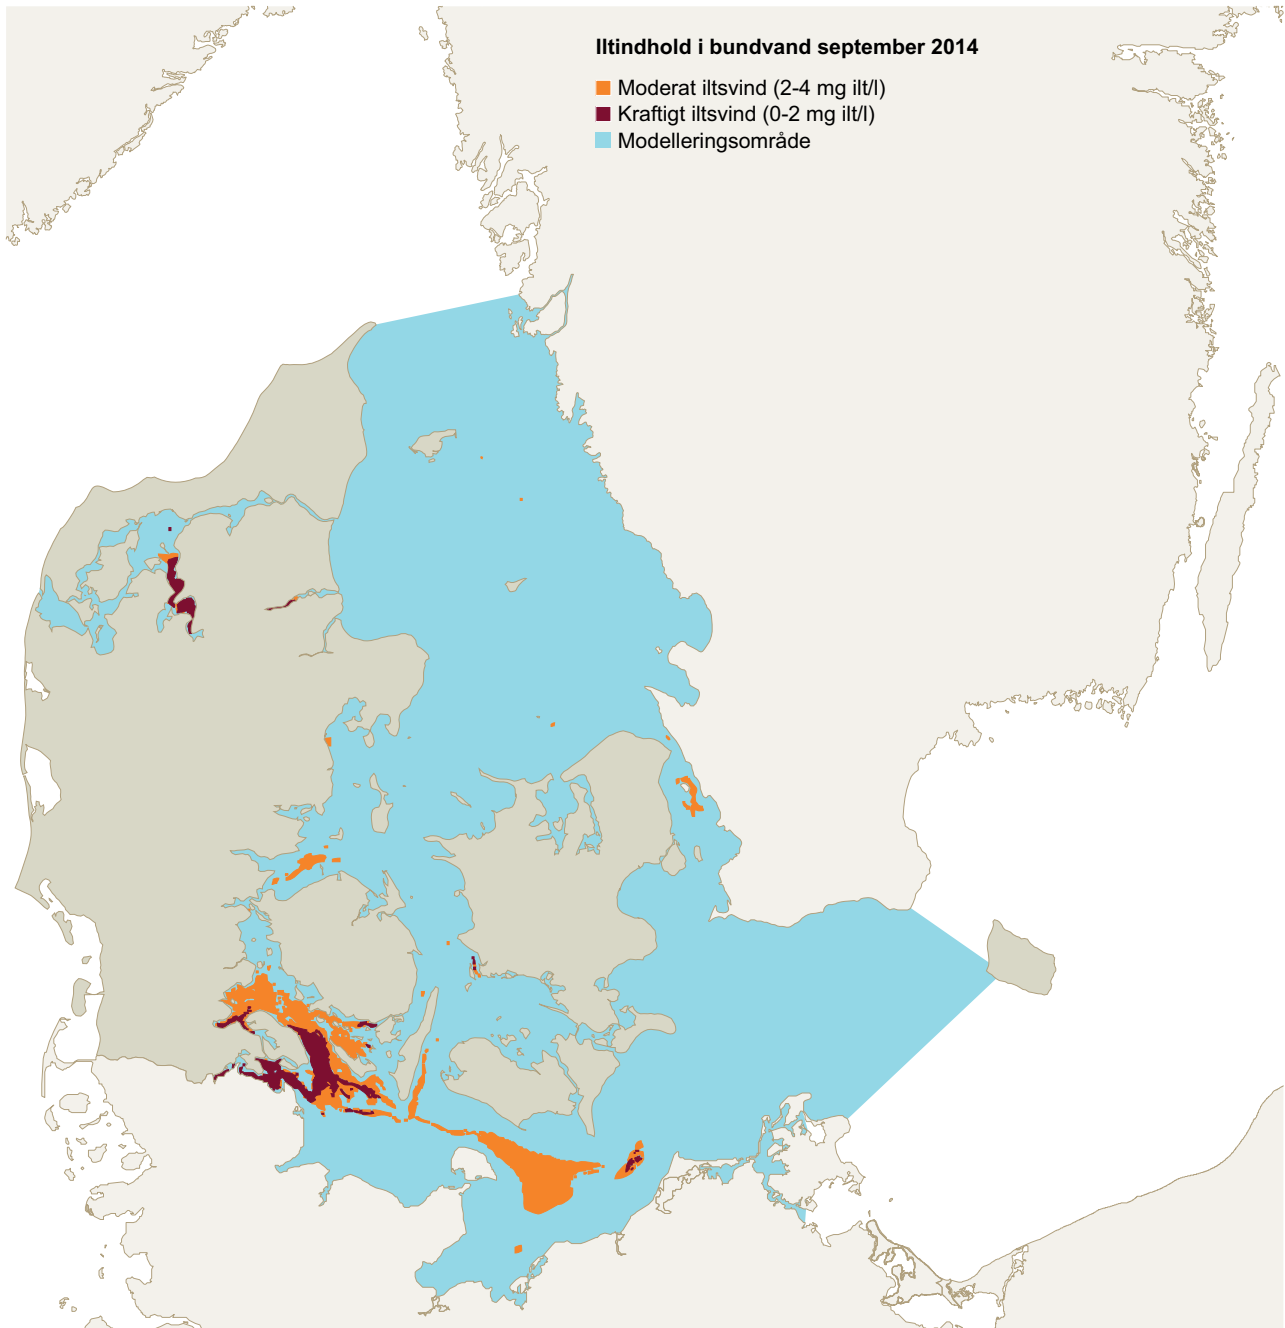 Iltindhold i bundvand september 2014
Moderat iltsvind (2-4 mg ilt/l)
Kraftigt iltsvind (0-2 mg ilt/l)
Modelleringsområde